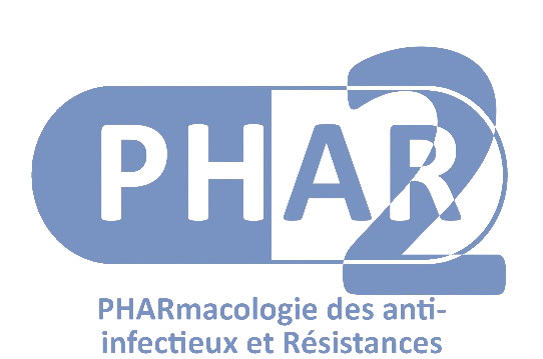 PHAR2
PHARmacologie des anti-
infectieux et Résistances